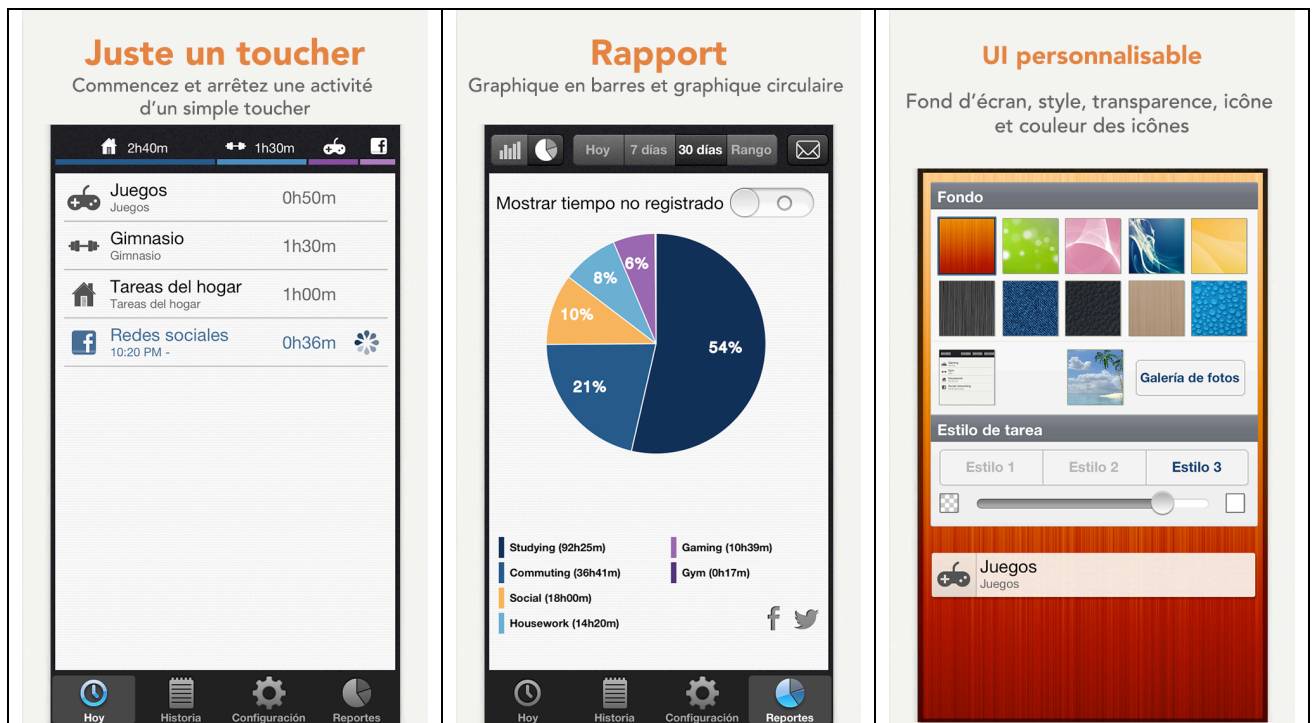 Juste un toucher
Commencez et arrêtez une activité
d'un simple toucher
2h40m 1h30m
Juegos
Juegos
0h50m
Gimnasio
Gimnasio
1h30m
Tareas del hogar
Tareas del hogar
1h00m
Redes sociales
10:20 PM -
0h36m
Hoy Historia Configuración Reportes
Rapport
Graphique en barres et graphique circulaire
Hoy 7 días 30 días Rango
Mostrar tiempo no registrado
6%
8%
10%
54%
21%
Studying (92h25m)
Commuting (36h41m)
Social (18h00m)
Housework (14h20m)
Gaming (10h39m)
Gym (0h17m)
Hoy Historia Configuración Reportes
UI personnalisable
Fond d'écran, style, transparence, icône
et couleur des icônes
Fondo
Galería de fotos
Estilo de tarea
Estilo 1 Estilo 2 Estilo 3
Juegos
Juegos